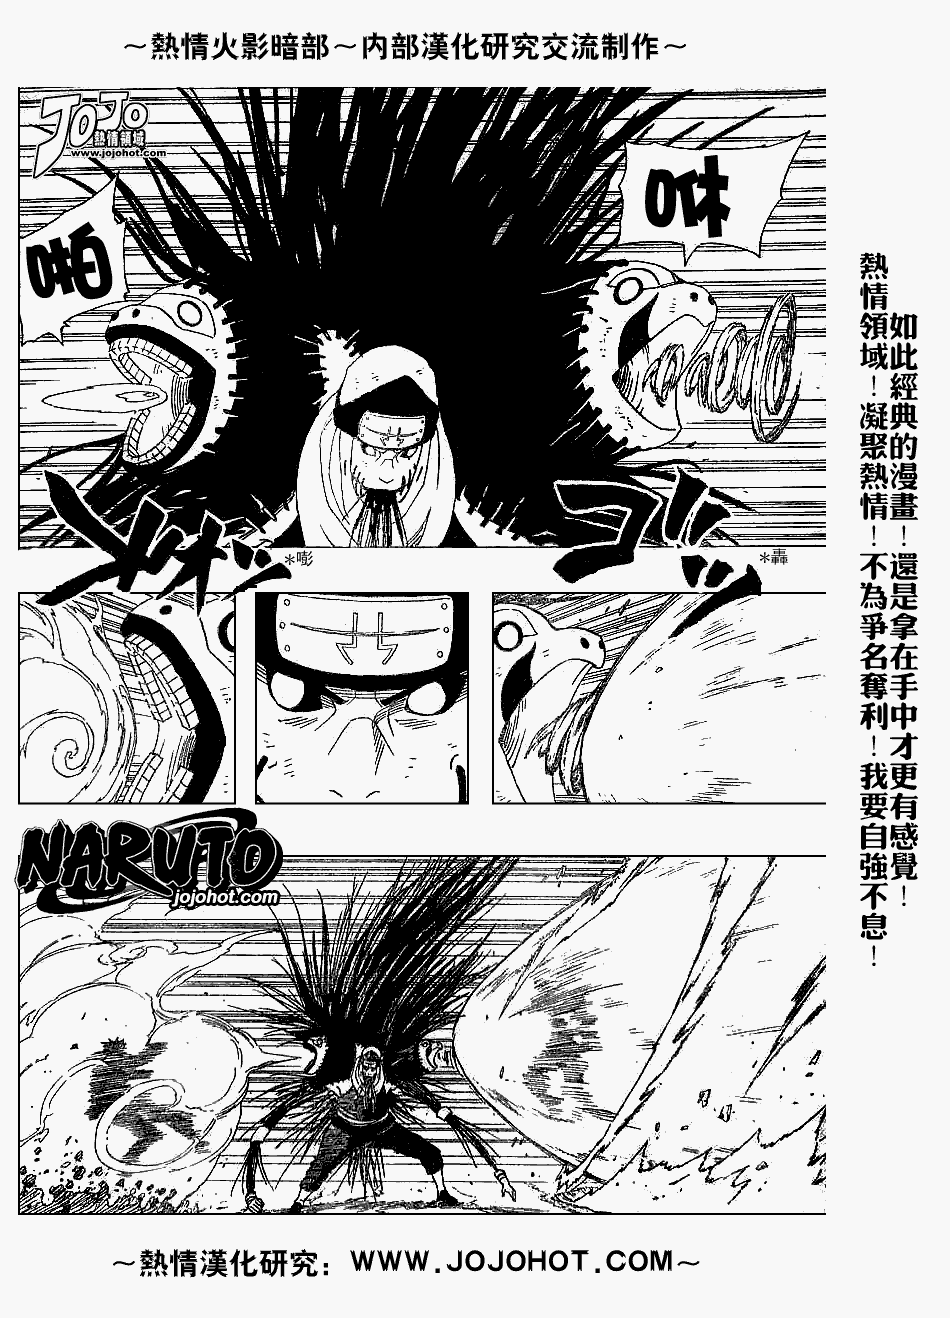 ～熱情火影暗部～内部漢化研究交流制作～
JOJO
熱情領域
www.jojohot.com
咻
啪
ゴッ
*轟
*嘭
NARUTO
jojohot.com
如此經典的漫畫！還是拿在手中才更有感覺！
熱情領域！凝聚熱情！不為爭名奪利！我要自強不息！
～熱情漢化研究：WWW.JOJOHOT.COM～